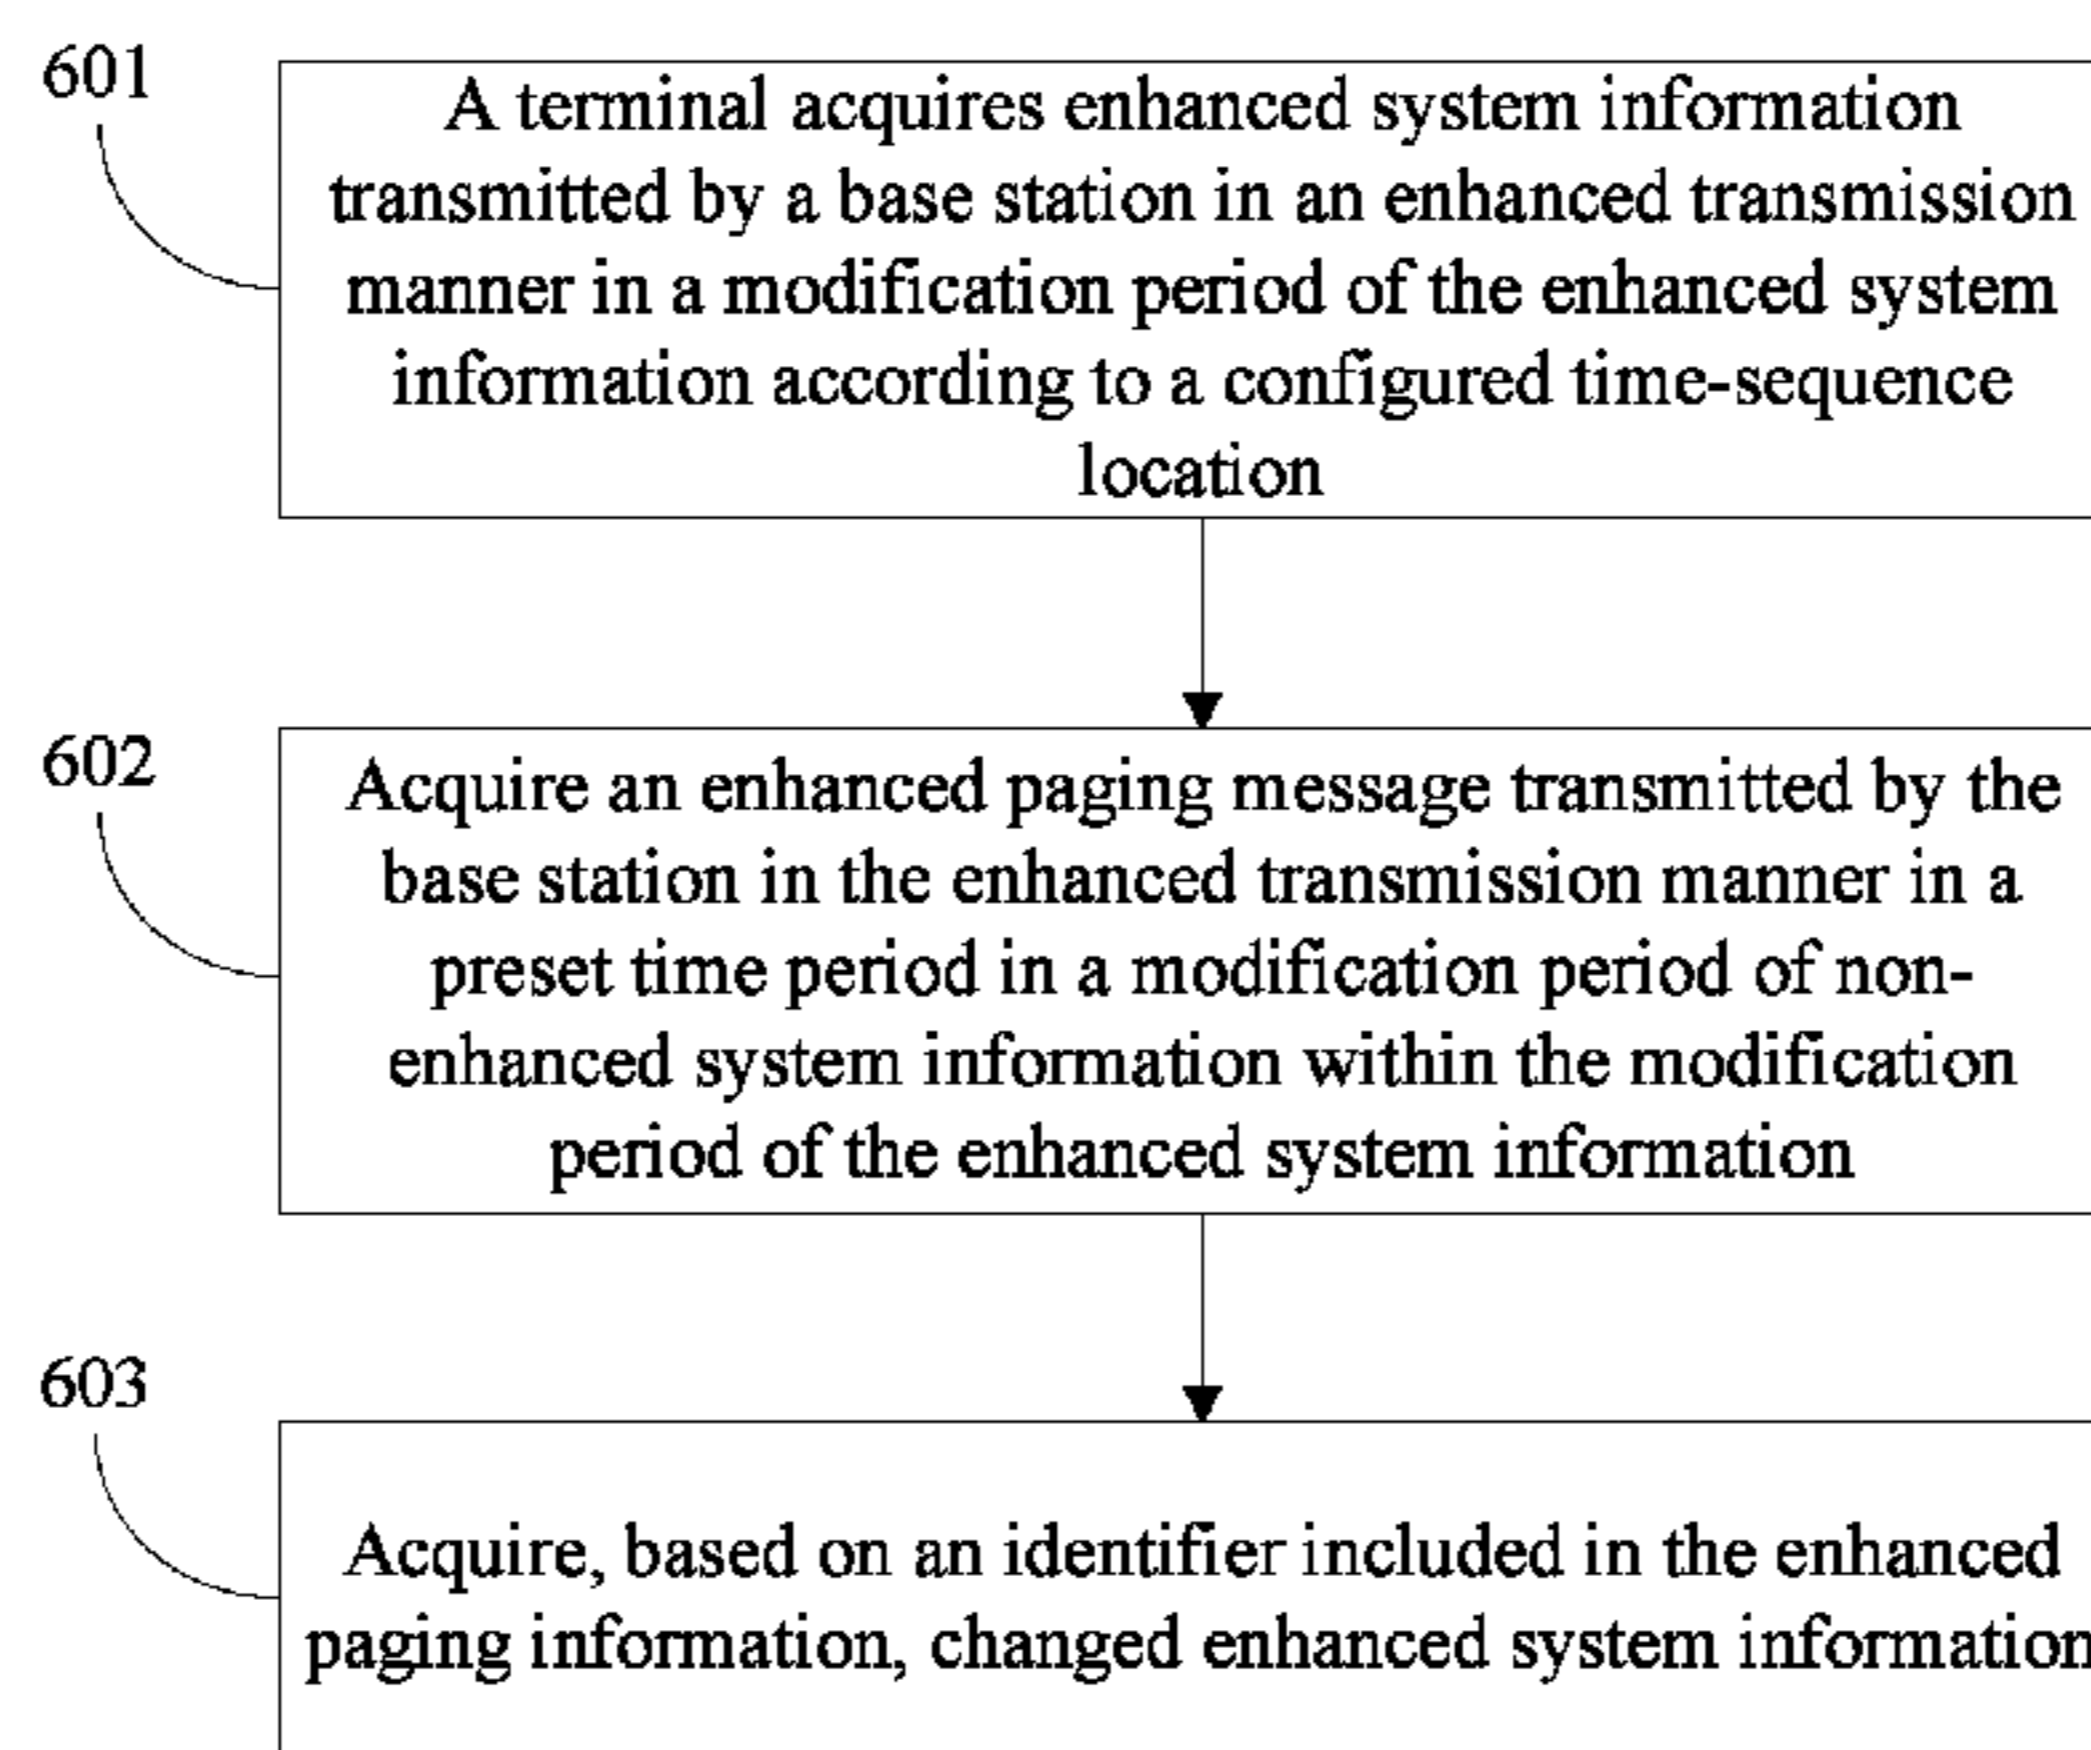 601
A terminal acquires enhanced system information
transmitted by a base station in an enhanced transmission
manner in a modification period of the enhanced system
information according to a configured time-sequence
location
602
Acquire an enhanced paging message transmitted by the
base station in the enhanced transmission manner in a
preset time period in a modification period of non-
enhanced system information within the modification
period of the enhanced system information
603
Acquire, based on an identifier included in the enhanced
paging information, changed enhanced system information